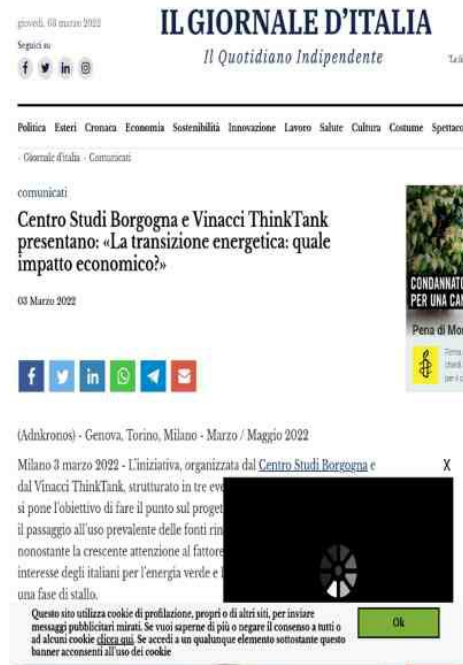 giovedì, 03 marzo 2022
IL GIORNALE D'ITALIA
Seguici su
Il Quotidiano Indipendente
Politica Esteri Cronaca Economia Sostenibilità Innovazione Lavoro Salute Cultura Costume Spettaco
› Giornale d'italia › Comunicati
comunicati
Centro Studi Borgogna e Vinacci ThinkTank
presentano: «La transizione energetica: quale
impatto economico?»
03 Marzo 2022
CONDANNATO
PER UNA CAN
Pena di Mor
(Adnkronos) - Genova, Torino, Milano - Marzo / Maggio 2022
Milano 3 marzo 2022 - L'iniziativa, organizzata dal Centro Studi Borgogna e
X
dal Vinacci ThinkTank, strutturato in tre eve
si pone l'obiettivo di fare il punto sul proget
il passaggio all'uso prevalente delle fonti rin
nonostante la crescente attenzione al fattore
interesse degli italiani per l'energia verde e l
una fase di stallo.
Questo sito utilizza cookie di profilazione, propri o di altri siti, per inviare
messaggi pubblicitari mirati. Se vuoi saperne di più o negare il consenso a tutti o
ad alcuni cookie clicca qui. Se accedi a un qualunque elemento sottostante questo
banner acconsenti all'uso dei cookie
Ok